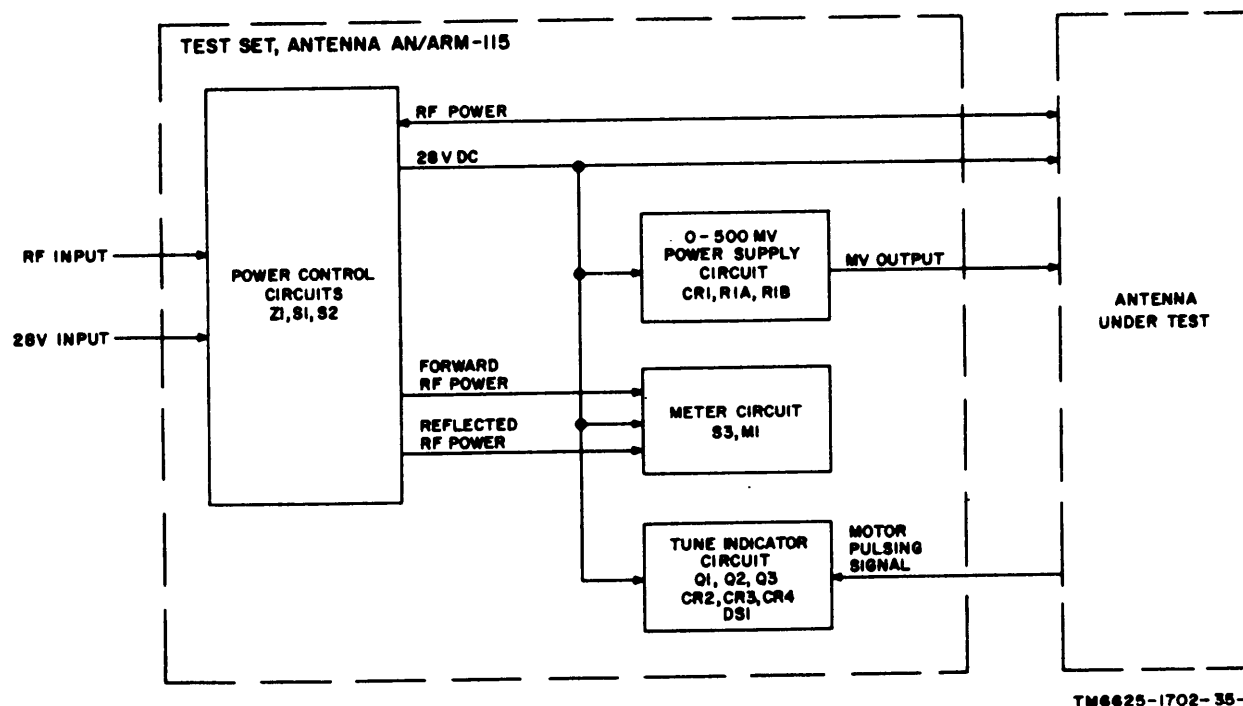 TEST SET, ANTENNA AN/ARM-115
RF POWER
28V DC
RF INPUT
28V INPUT
POWER CONTROL
CIRCUITS
Z1, S1, S2
0-500 MV
POWER SUPPLY
CIRCUIT
CR1, R1A, R1B
MV OUTPUT
ANTENNA
UNDER TEST
FORWARD
RF POWER
REFLECTED
RF POWER
METER CIRCUIT
S3, M1
TUNE INDICATOR
CIRCUIT
Q1, Q2, Q3
CR2, CR3, CR4
DS1
MOTOR
PULSING
SIGNAL
TM6625-1702-35-